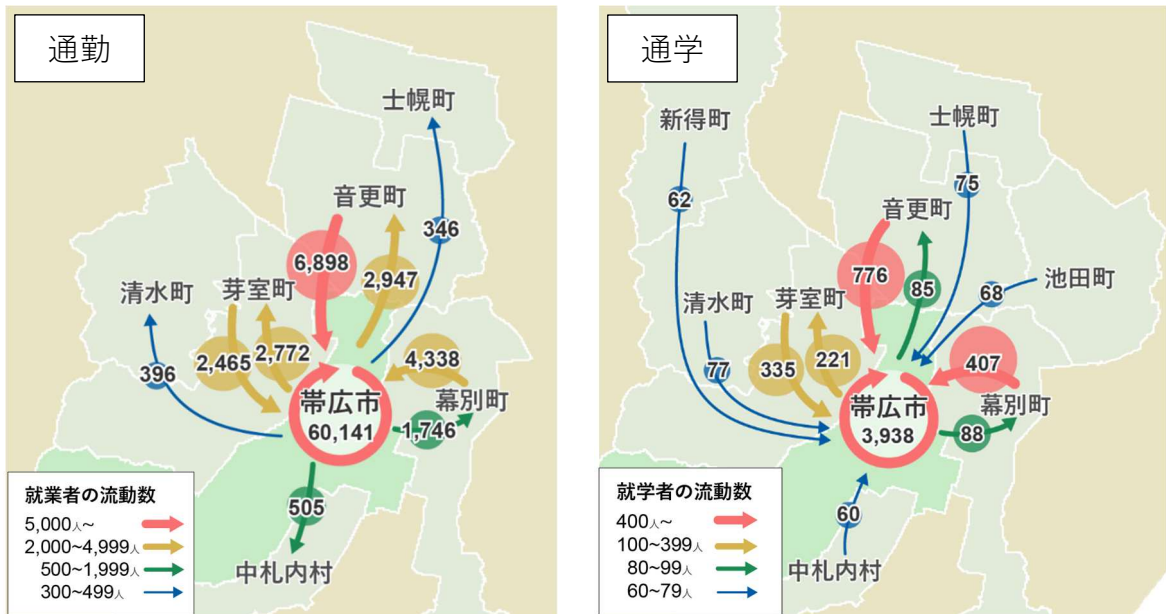 通勤
士幌町
音更町
346
6,898
2,947
清水町
芽室町
2,465
2,772
4,338
396
帯広市
60,141
幕別町
1,746
505
中札内村
就業者の流動数
5,000人~
2,000~4,999人
500~1,999人
300~499人
通学
新得町
士幌町
62
75
音更町
776
85
池田町
68
清水町
芽室町
77
335
221
407
帯広市
3,938
幕別町
88
60
中札内村
就学者の流動数
400人~
100~399人
80~99人
60~79人